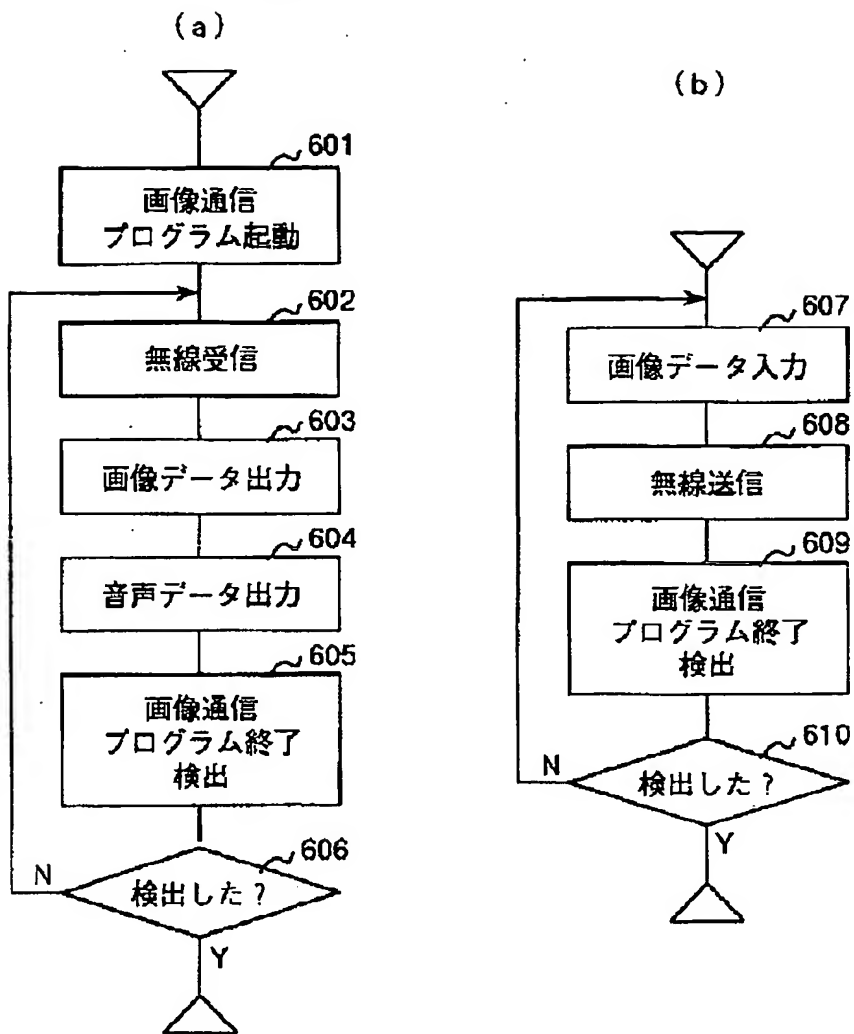 (a)
601
画像通信
プログラム起動
602
無線受信
603
画像データ出力
604
音声データ出力
605
画像通信
プログラム終了
検出
606
検出した?
N
Y
(b)
607
画像データ入力
608
無線送信
609
画像通信
プログラム終了
検出
610
検出した?
N
Y